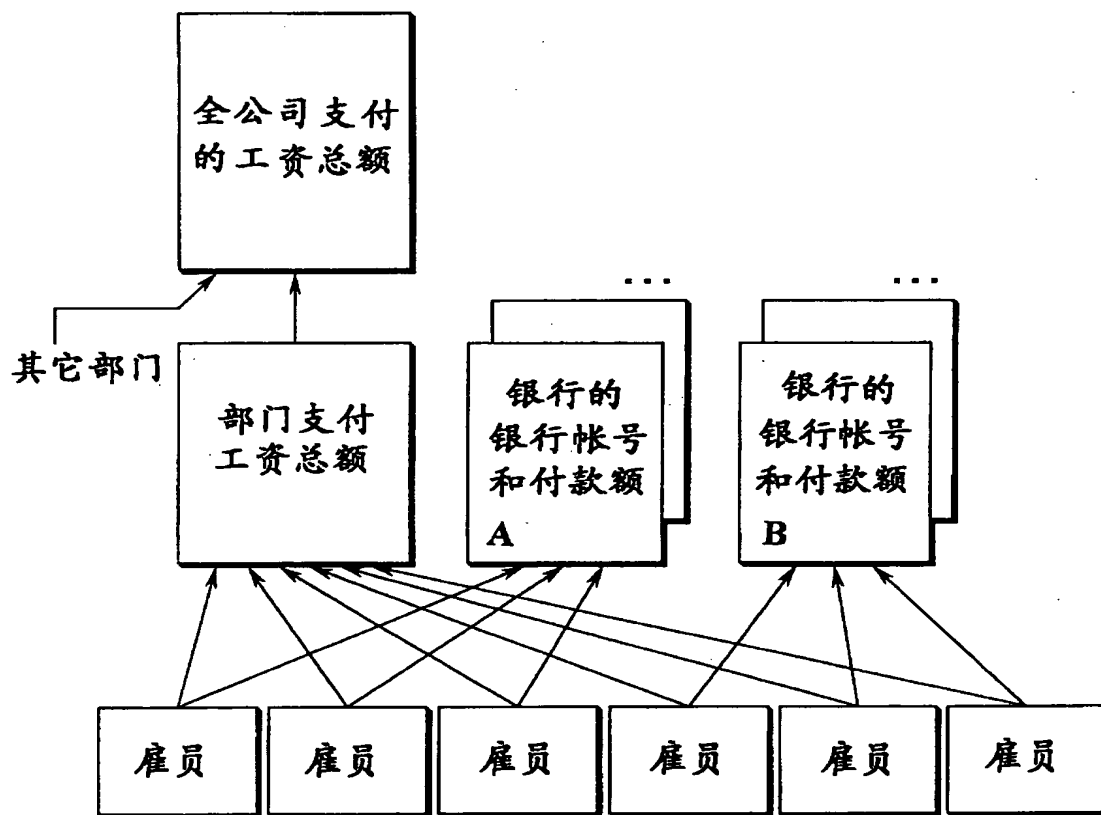 全公司支付
的工资总额
...
...
其它部门
部门支付
工资总额
银行的
银行帐号
和付款额
A
银行的
银行帐号
和付款额
B
雇员
雇员
雇员
雇员
雇员
雇员